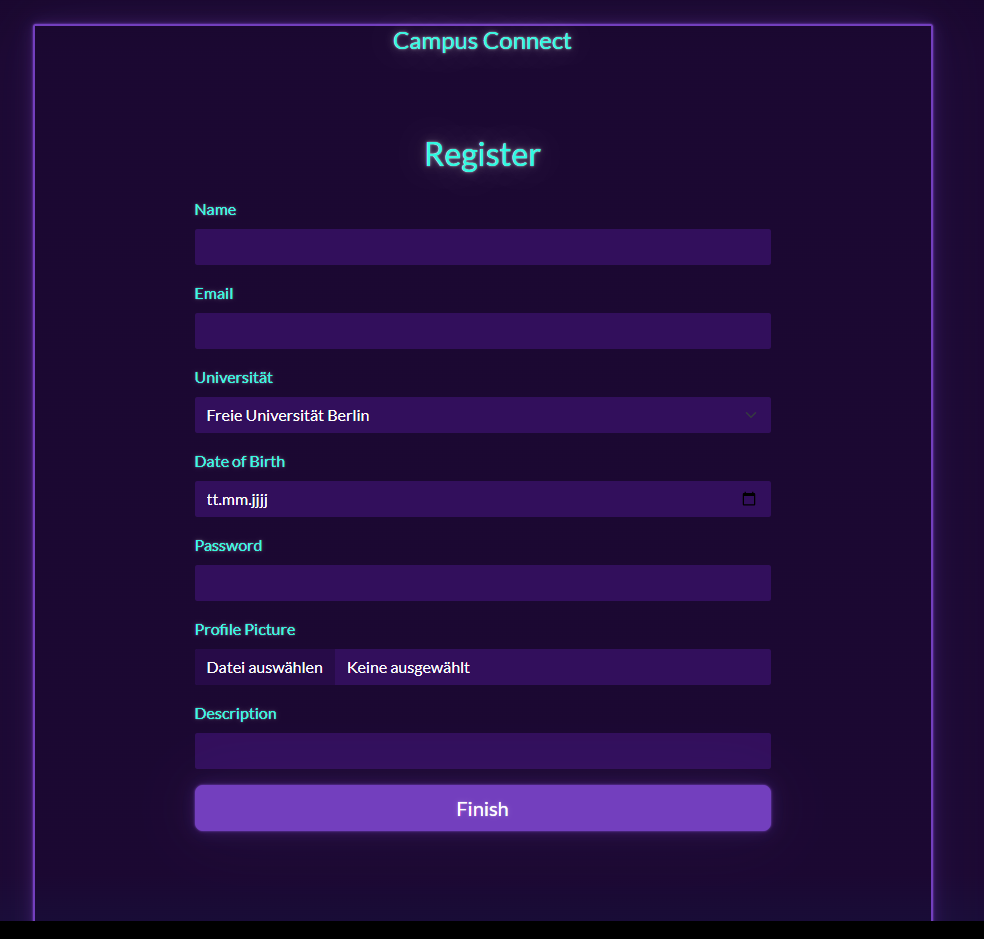 Campus Connect
Register
Name
Email
Universität
Freie Universität Berlin
Date of Birth
tt.mm.jjjj
Password
Profile Picture
Datei auswählen Keine ausgewählt
Description
Finish